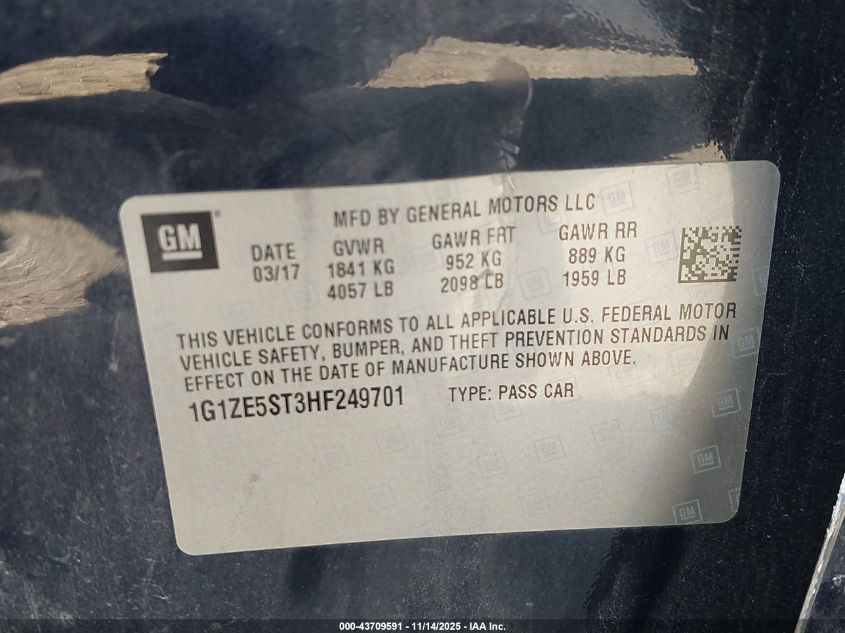 GM
MFD BY GENERAL MOTORS LLC
DATE GVWR GAWR FRT GAWR RR
03/17 1841 KG 952 KG 889 KG
4057 LB 2098 LB 1959 LB
THIS VEHICLE CONFORMS TO ALL APPLICABLE U.S. FEDERAL MOTOR
VEHICLE SAFETY, BUMPER, AND THEFT PREVENTION STANDARDS IN
EFFECT ON THE DATE OF MANUFACTURE SHOWN ABOVE.
1G1ZE5ST3HF249701 TYPE: PASS CAR
000-43709591 | 11/14/2025 - IAA Inc.